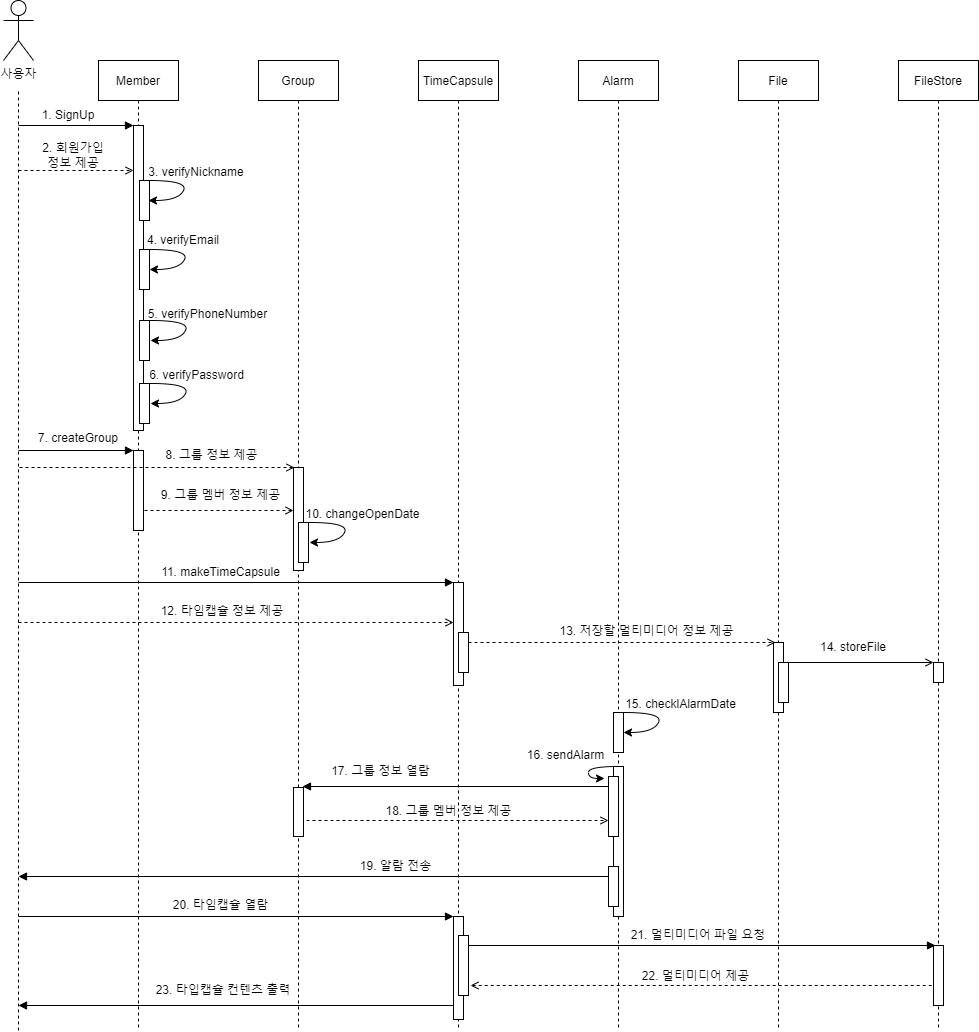 사용자
Member
Group
TimeCapsule
Alarm
File
FileStore
1. SignUp
2. 회원가입
정보 제공
3. verifyNickname
4. verifyEmail
5. verifyPhoneNumber
6. verifyPassword
7. createGroup
8. 그룹 정보 제공
9. 그룹 멤버 정보 제공
10. changeOpenDate
11. makeTimeCapsule
12. 타임캡슐 정보 제공
13. 저장할 멀티미디어 정보 제공
14. storeFile
15. checklAlarmDate
16. sendAlarm
17. 그룹 정보 열람
18. 그룹 멤버 정보 제공
19. 알람 전송
20. 타임캡슐 열람
21. 멀티미디어 파일 요청
22. 멀티미디어 제공
23. 타입캡슐 컨텐츠 출력